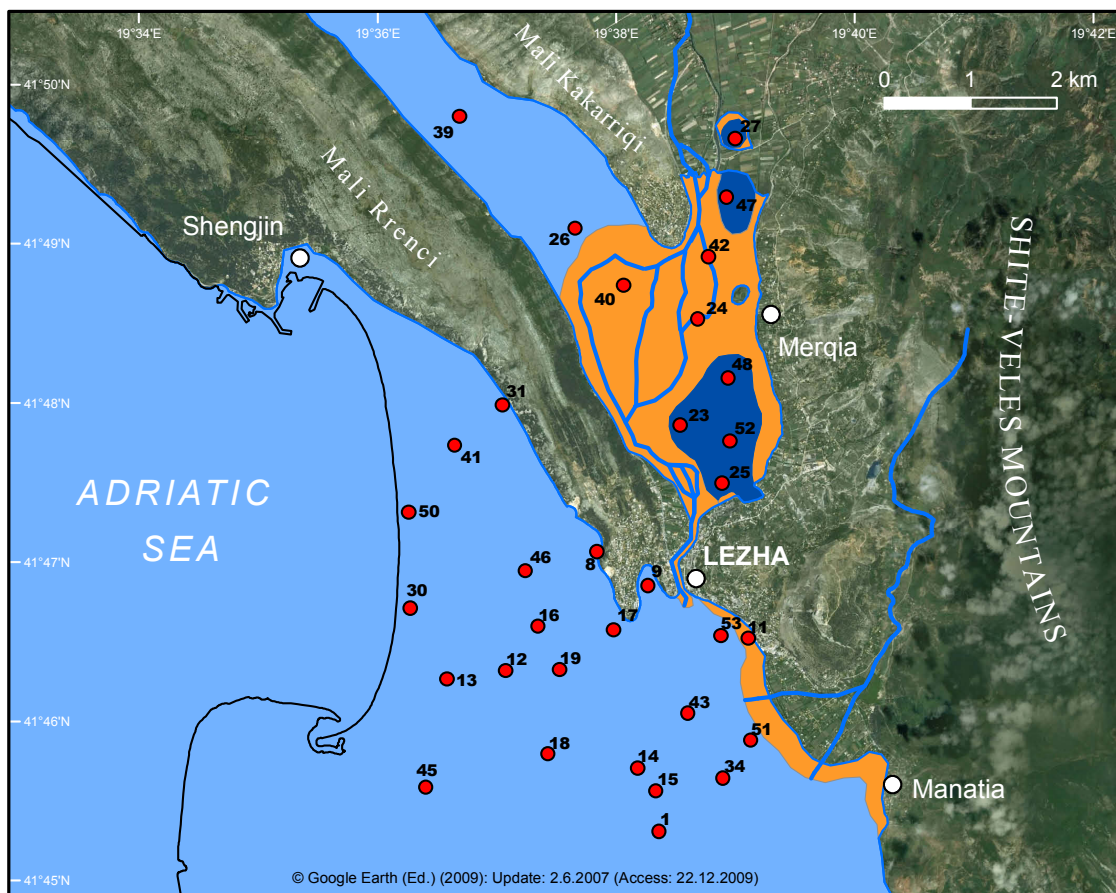 19°34'E
19°36'E
19°38'E
19°40'E
19°42'E
41°50'N
41°49'N
41°48'N
41°47'N
41°46'N
41°45'N
0 1 2 km
Mali Kakarriqi
Mali Rrenci
Shengjin
Merqia
SHITE-VELES MOUNTAINS
ADRIATIC
SEA
LEZHA
Manatia
39
27
47
26
42
40
24
48
31
23
52
41
25
50
8
46
9
30
16
17
53
11
12
19
13
43
51
18
14
34
45
15
1
© Google Earth (Ed.) (2009): Update: 2.6.2007 (Access: 22.12.2009)